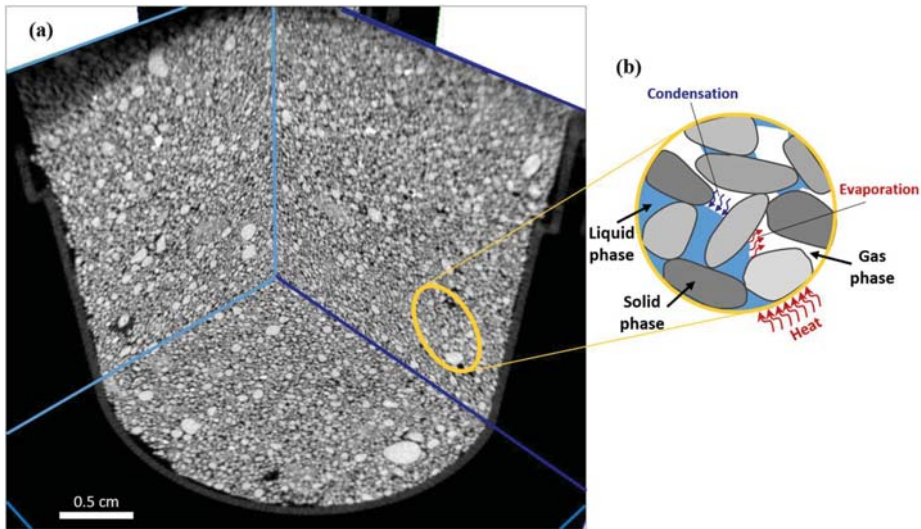 (a)
0.5 cm
(b)
Condensation
Evaporation
Liquid
phase
Gas
phase
Solid
phase
Heat